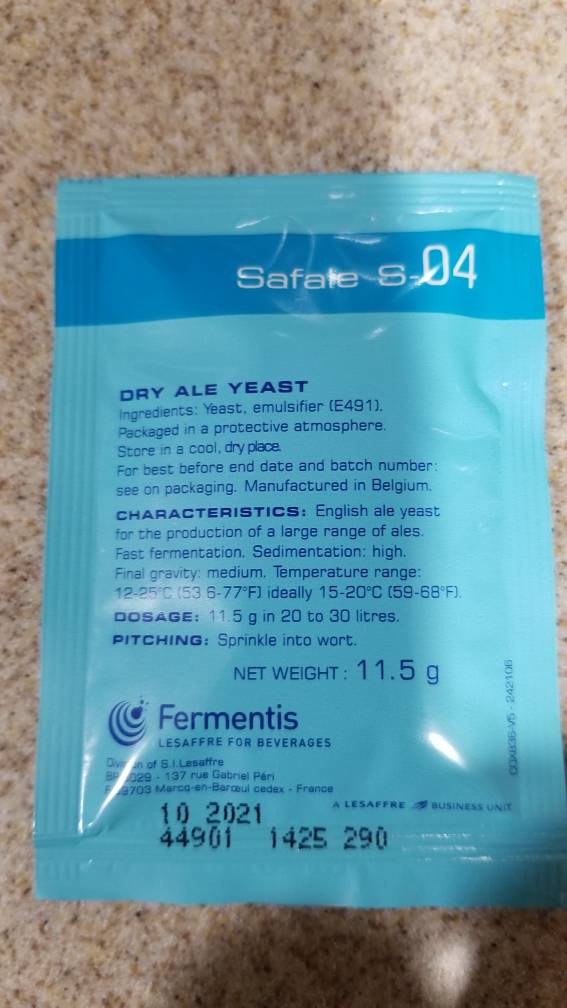 Safale S-04
DRY ALE YEAST
Ingredients: Yeast, emulsifier (E491).
Packaged in a protective atmosphere.
Store in a cool, dry place.
For best before end date and batch number:
see on packaging. Manufactured in Belgium.
CHARACTERISTICS: English ale yeast
for the production of a large range of ales.
Fast fermentation. Sedimentation: high.
Final gravity: medium. Temperature range:
12-25°C (53.6-77°F) ideally 15-20°C (59-68°F).
DOSAGE: 11.5 g in 20 to 30 litres.
PITCHING: Sprinkle into wort.
NET WEIGHT : 11.5 g
Fermentis
LESAFFRE FOR BEVERAGES
Division of S.I.Lesaffre
137 rue Gabriel Péri
Marcq-en-Barœul cedex - France
A LESAFFRE BUSINESS UNIT
10 2021
44901 1425 290